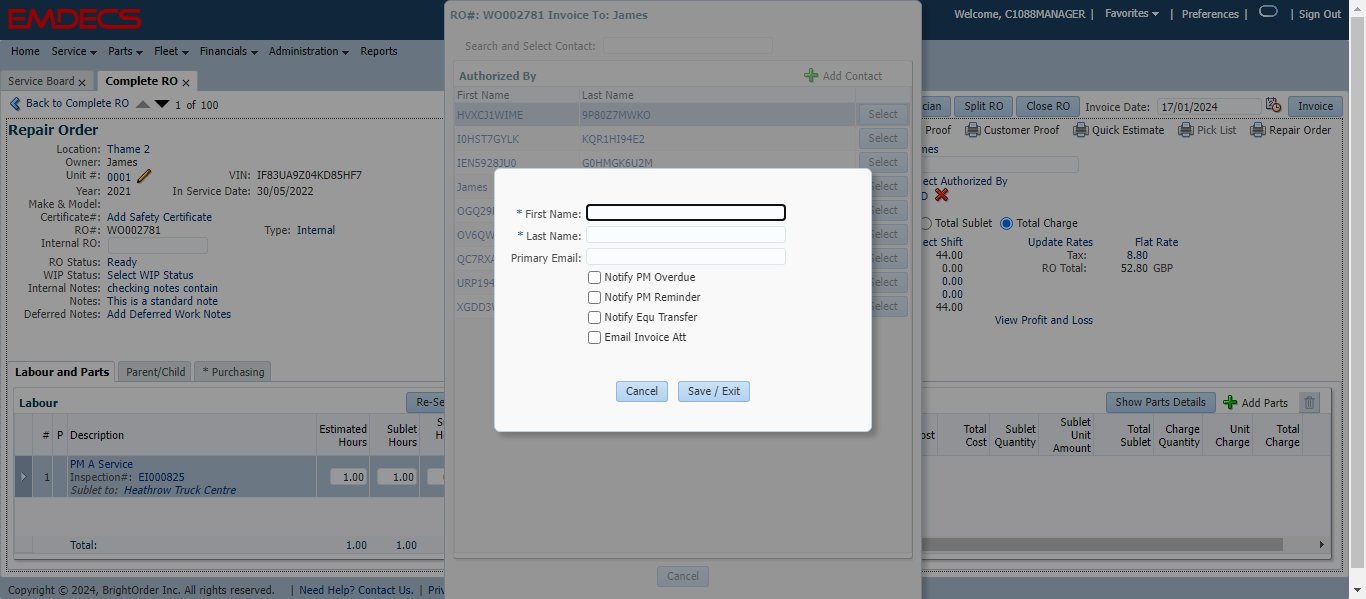 EMDECS
Welcome, C1088MANAGER | Favorites | Preferences | | Sign Out
Home Service Parts Fleet Financials Administration Reports
Service Board x Complete RO x
Back to Complete RO 1 of 100
Split RO Close RO Invoice Date: 17/01/2024 Invoice
Proof Customer Proof Quick Estimate Pick List Repair Order
Repair Order
Location: Thame 2
Owner: James
Unit #: 0001 VIN: IF83UA9Z04KD85HF7
Year: 2021 In Service Date: 30/05/2022
Make & Model:
Certificate#: Add Safety Certificate
RO#: WO002781 Type: Internal
Internal RO:
RO Status: Ready
WIP Status: Select WIP Status
Internal Notes: checking notes contain
Notes: This is a standard note
Deferred Notes: Add Deferred Work Notes
Authorized By
Total Sublet Total Charge
Shift Update Rates Flat Rate
44.00 Tax: 8.80
0.00 RO Total: 52.80 GBP
0.00
0.00
44.00
View Profit and Loss
Labour and Parts Parent/Child * Purchasing
Labour
Re-Se
Show Parts Details Add Parts
# P Description Estimated Hours Sublet Hours
Total Cost Sublet Quantity Sublet Unit Amount Total Sublet Charge Quantity Unit Charge Total Charge
1 PM A Service 1.00 1.00
Inspection#: EI000825
Sublet to: Heathrow Truck Centre
Total: 1.00 1.00
Copyright © 2024, BrightOrder Inc. All rights reserved. | Need Help? Contact Us. | Priv
RO#: WO002781 Invoice To: James
Search and Select Contact:
Authorized By Add Contact
First Name Last Name
HVXCJ1WIME 9P80Z7MWKO Select
I0HST7GYLK KQR1HI94E2 Select
IEN5928JU0 G0HMGK6U2M Select
James Select
OGQ29 Select
OV6QW Select
QC7RXA Select
URP194 Select
XGDD3 Select
Cancel
* First Name:
* Last Name:
Primary Email:
Notify PM Overdue
Notify PM Reminder
Notify Equ Transfer
Email Invoice Att
Cancel Save / Exit